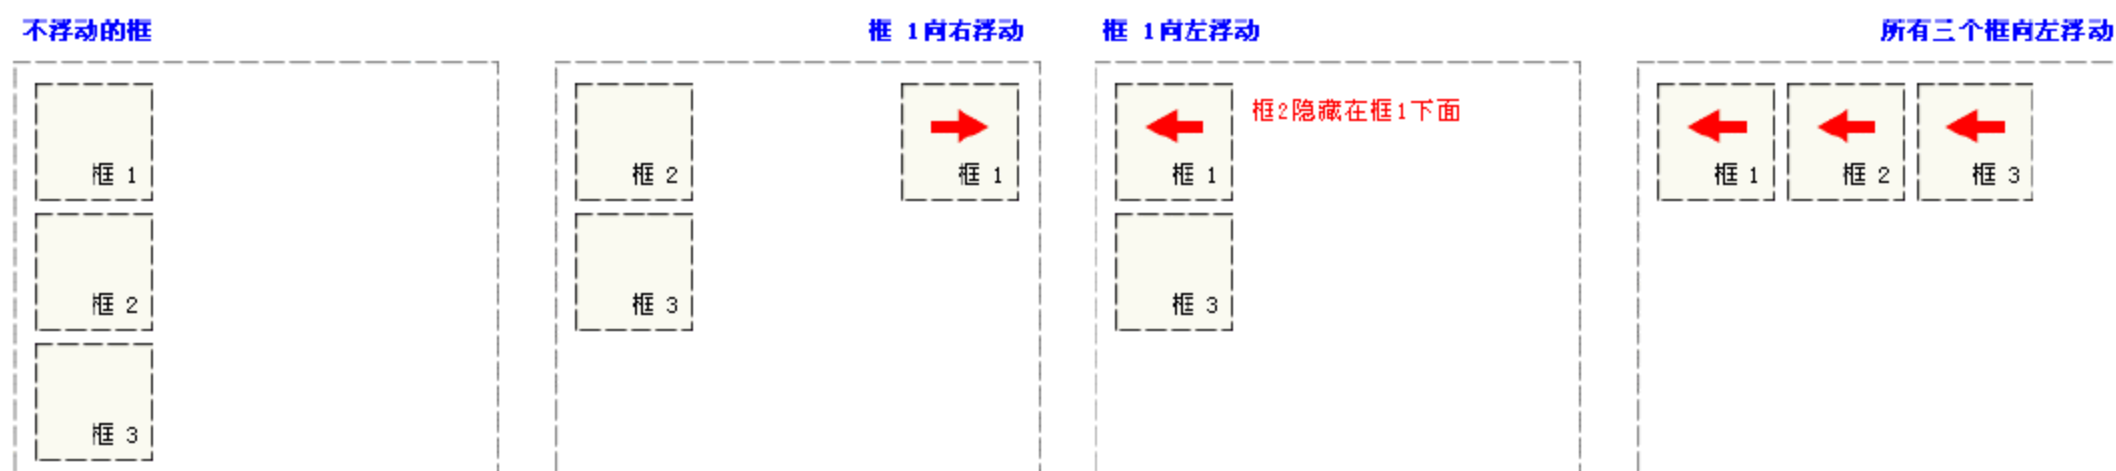 不浮动的框
框 1
框 2
框 3
框 1向右浮动
框 2
框 1
框 3
框 1向左浮动
框 1
框2隐藏在框1下面
框 3
所有三个框向左浮动
框 1
框 2
框 3